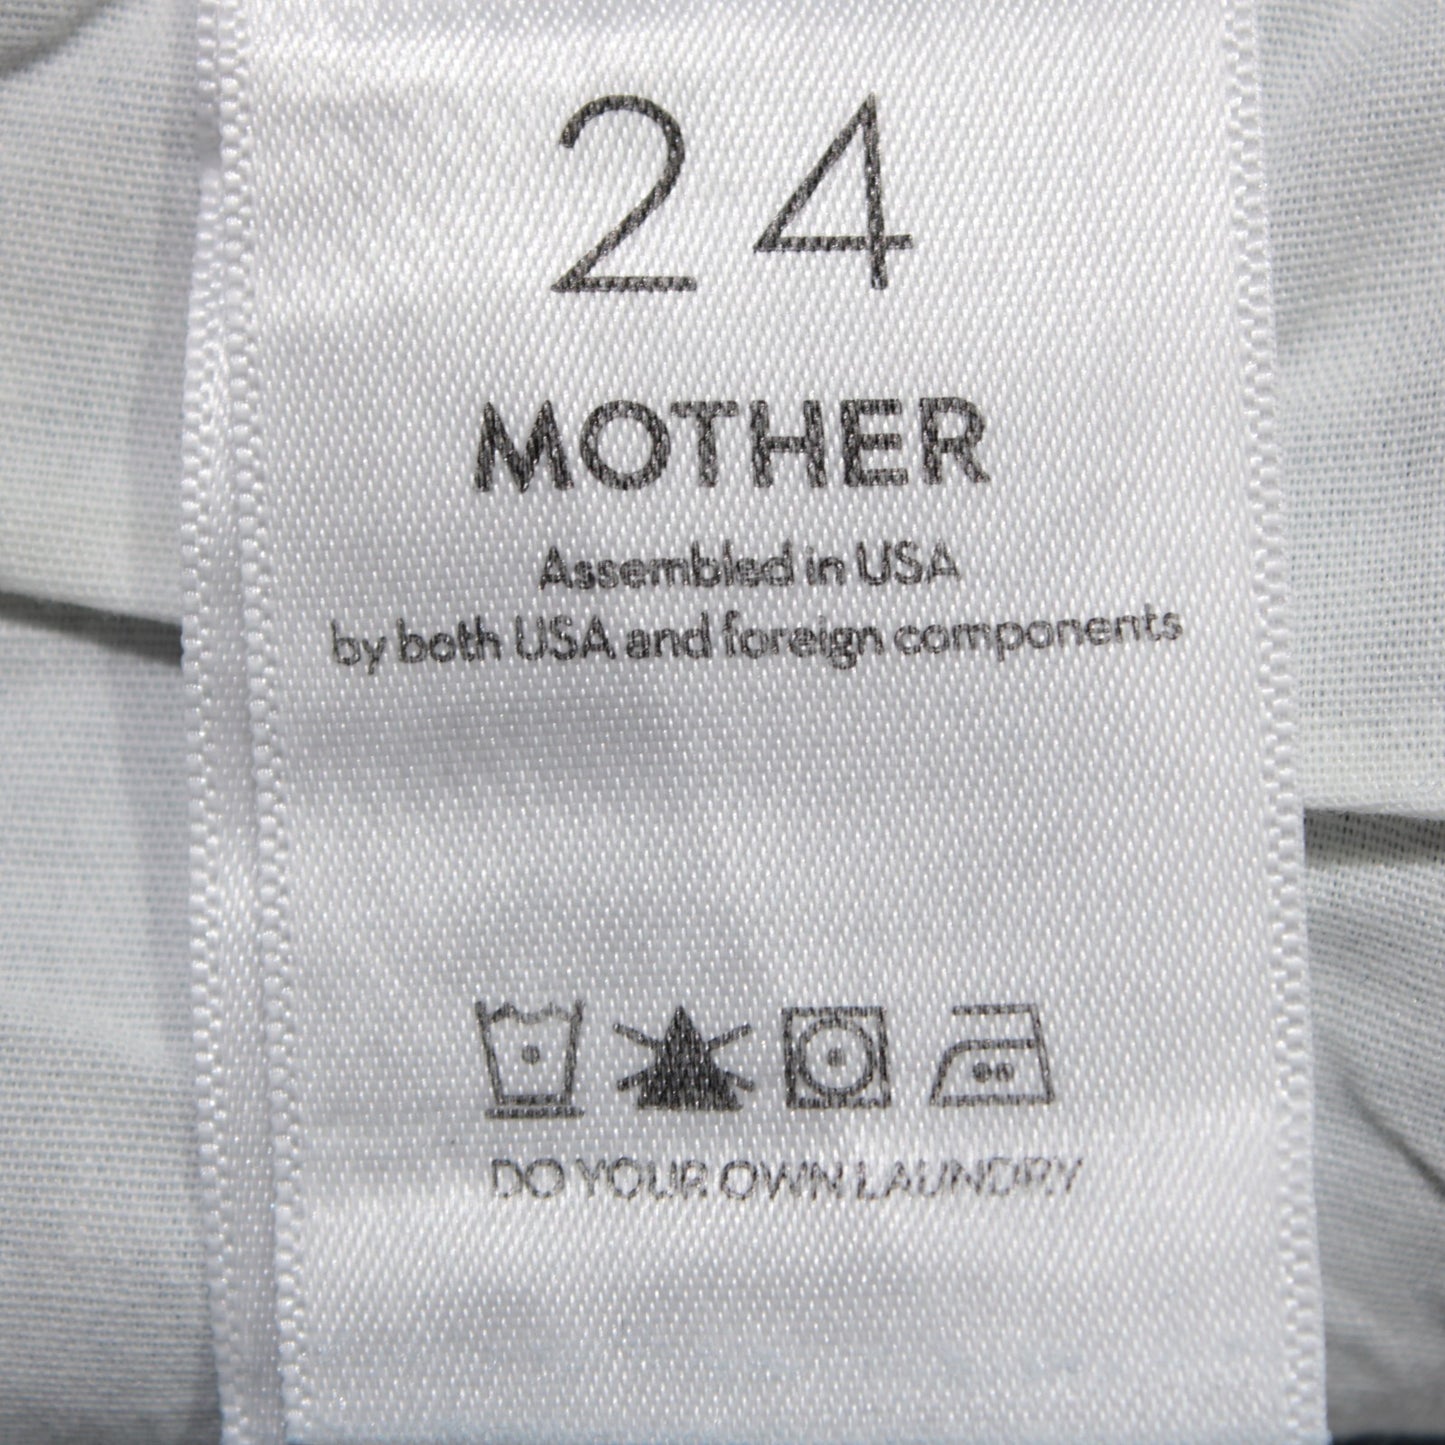 24
MOTHER
Assembled in USA
by both USA and foreign components
DO YOUR OWN LAUNDRY